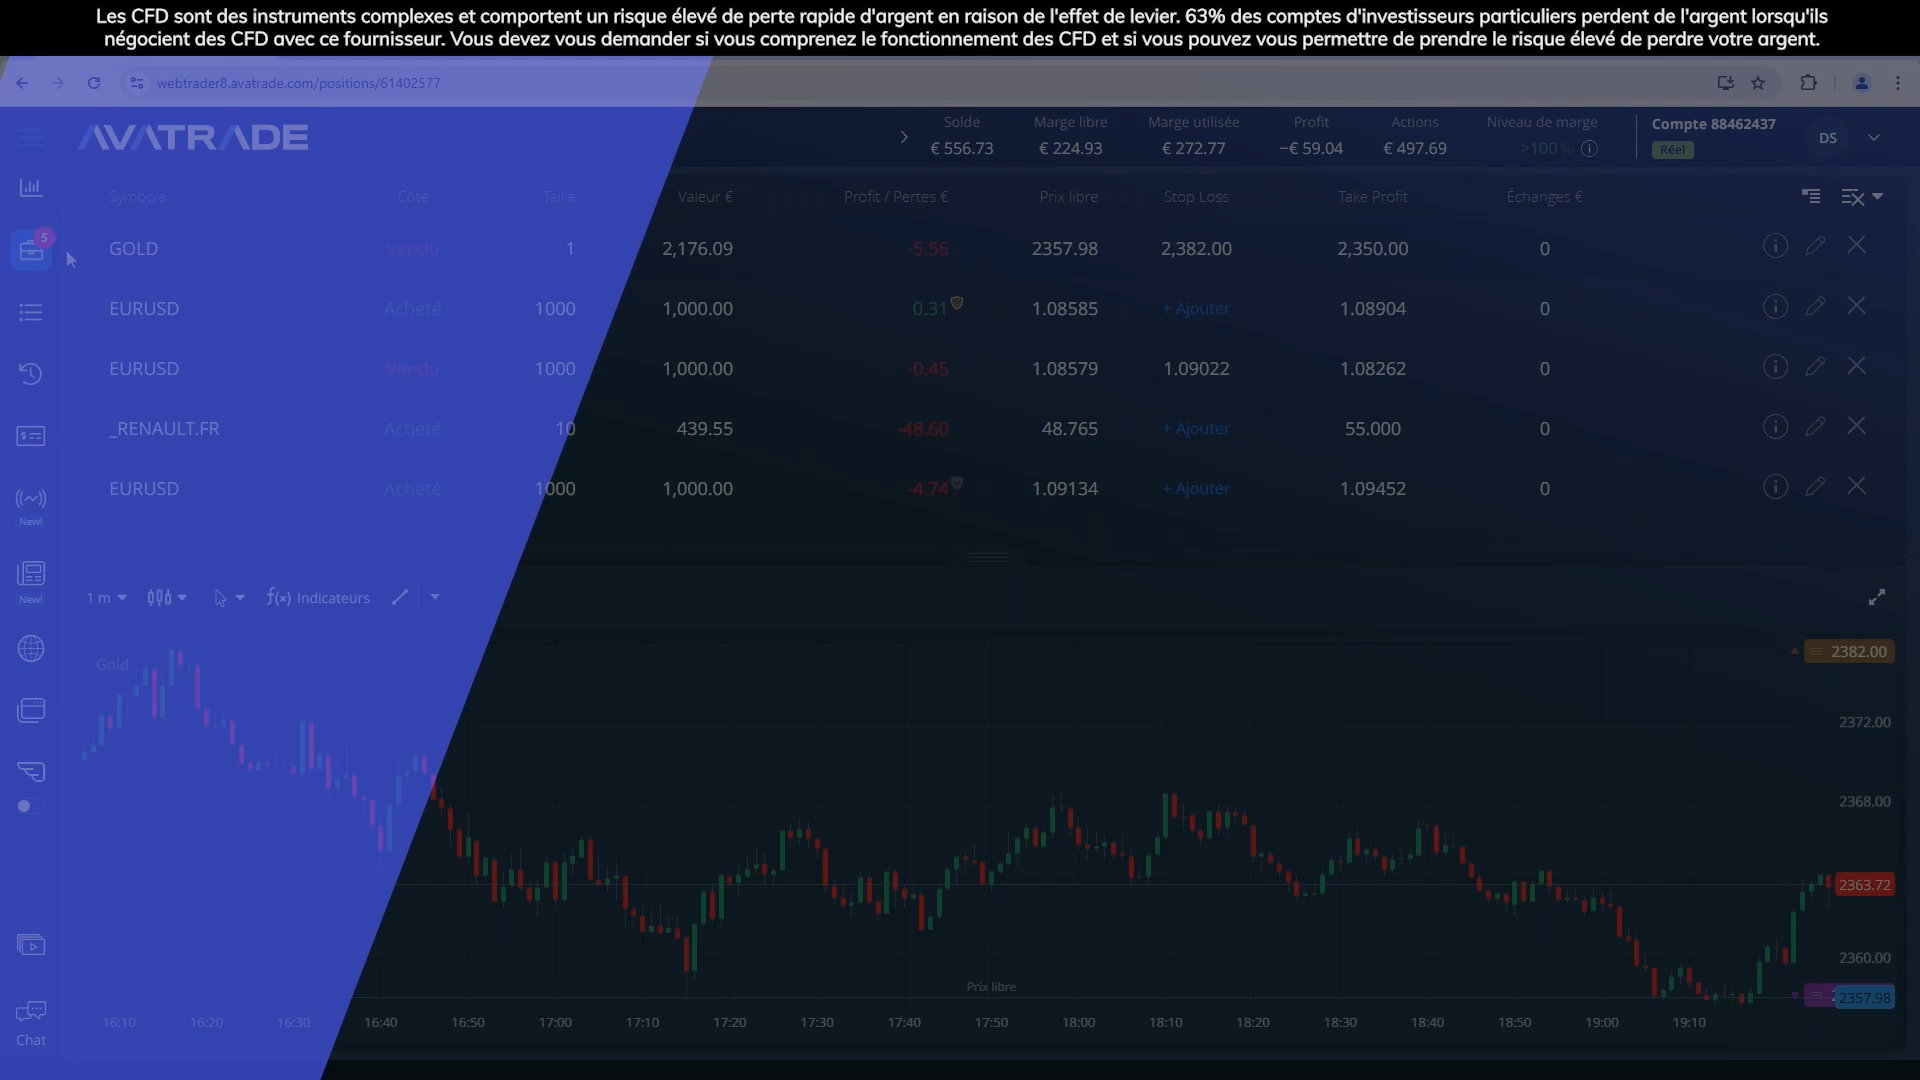 Les CFD sont des instruments complexes et comportent un risque élevé de perte rapide d'argent en raison de l'effet de levier. 63% des comptes d'investisseurs particuliers perdent de l'argent lorsqu'ils
négocient des CFD avec ce fournisseur. Vous devez vous demander si vous comprenez le fonctionnement des CFD et si vous pouvez vous permettre de prendre le risque élevé de perdre votre argent.
webtrader8.avatrade.com/positions/61402577
AVATRADE
Solde Marge libre Marge utilisée Profit Actions Niveau de marge Compte 88462437
€ 556.73 € 224.93 € 272.77 −€ 59.04 € 497.69 >100 % Réel DS
Symbole Côté Taille Valeur € Profit / Pertes € Prix libre Stop Loss Take Profit Échanges €
5
GOLD Vendu 1 2,176.09 -5.56 2357.98 2,382.00 2,350.00 0
EURUSD Acheté 1000 1,000.00 0.31 1.08585 + Ajouter 1.08904 0
EURUSD Vendu 1000 1,000.00 -0.45 1.08579 1.09022 1.08262 0
_RENAULT.FR Acheté 10 439.55 -48.60 48.765 + Ajouter 55.000 0
EURUSD Acheté 1000 1,000.00 -4.74 1.09134 + Ajouter 1.09452 0
New!
New!
1 m f(x) Indicateurs
Gold
2382.00
2372.00
2368.00
2363.72
2360.00
Prix libre
2357.98
16:10 16:20 16:30 16:40 16:50 17:00 17:10 17:20 17:30 17:40 17:50 18:00 18:10 18:20 18:30 18:40 18:50 19:00 19:10
Chat